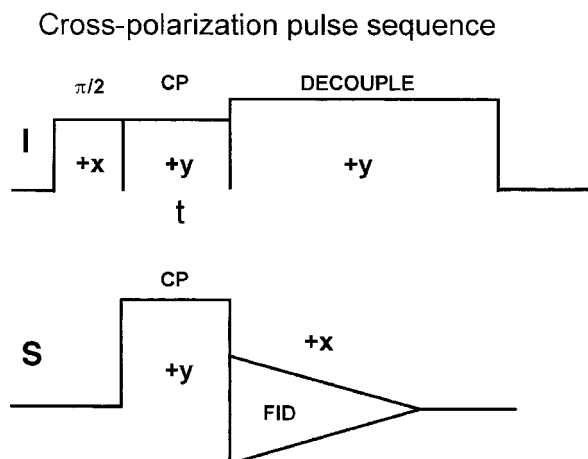 Cross-polarization pulse sequence
π/2 CP DECOUPLE
I +x +y +y
t
CP
S +y +x
FID